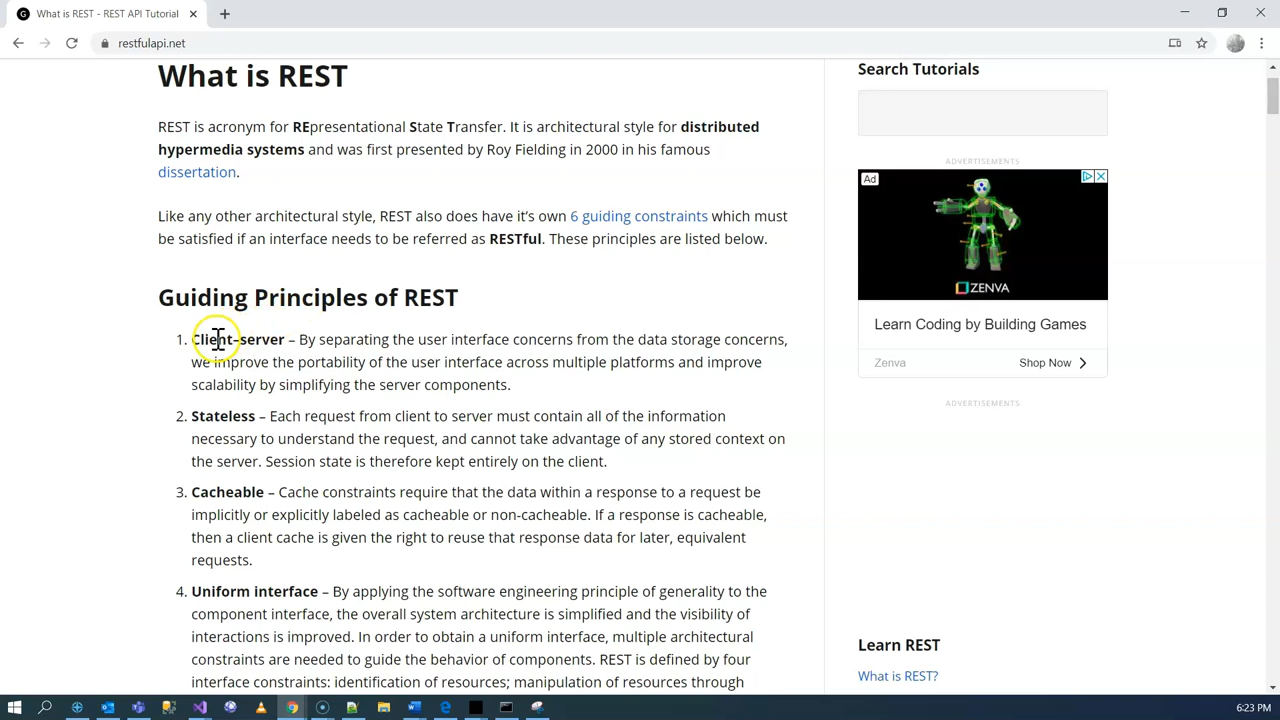 What is REST - REST API Tutorial
restfulapi.net
What is REST
REST is acronym for REpresentational State Transfer. It is architectural style for distributed
hypermedia systems and was first presented by Roy Fielding in 2000 in his famous
dissertation.
Like any other architectural style, REST also does have it's own 6 guiding constraints which must
be satisfied if an interface needs to be referred as RESTful. These principles are listed below.
Guiding Principles of REST
1. Client–server – By separating the user interface concerns from the data storage concerns,
we improve the portability of the user interface across multiple platforms and improve
scalability by simplifying the server components.
2. Stateless – Each request from client to server must contain all of the information
necessary to understand the request, and cannot take advantage of any stored context on
the server. Session state is therefore kept entirely on the client.
3. Cacheable – Cache constraints require that the data within a response to a request be
implicitly or explicitly labeled as cacheable or non-cacheable. If a response is cacheable,
then a client cache is given the right to reuse that response data for later, equivalent
requests.
4. Uniform interface – By applying the software engineering principle of generality to the
component interface, the overall system architecture is simplified and the visibility of
interactions is improved. In order to obtain a uniform interface, multiple architectural
constraints are needed to guide the behavior of components. REST is defined by four
interface constraints: identification of resources; manipulation of resources through
Search Tutorials
ADVERTISEMENTS
Ad
ZENVA
Learn Coding by Building Games
Zenva
Shop Now
ADVERTISEMENTS
Learn REST
What is REST?
6:23 PM